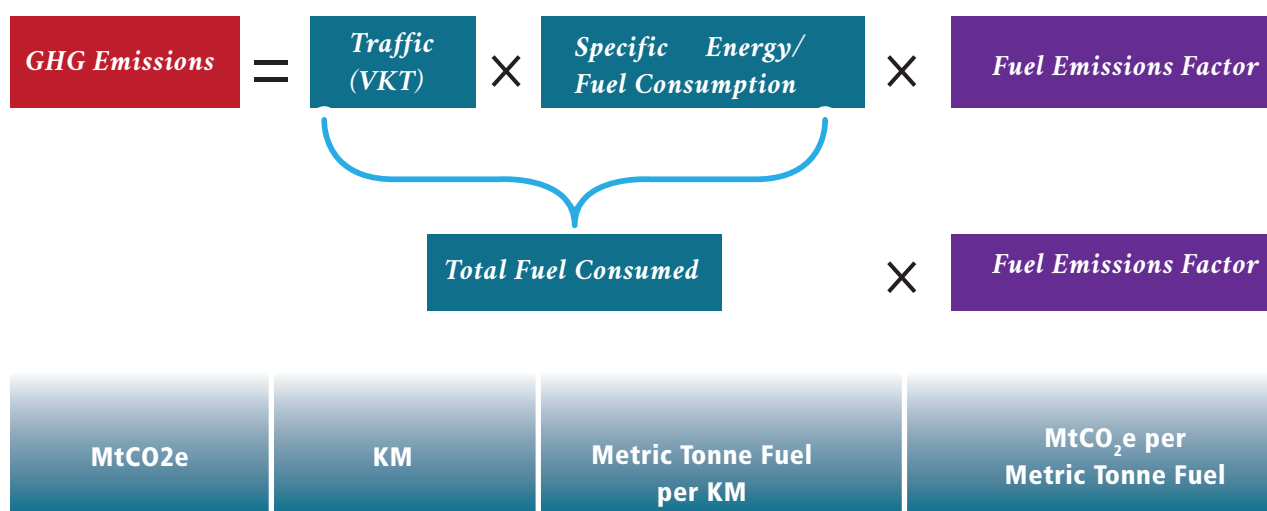 GHG Emissions = Traffic (VKT) × Specific Energy/ Fuel Consumption × Fuel Emissions Factor
Total Fuel Consumed × Fuel Emissions Factor
MtCO2e
KM
Metric Tonne Fuel
per KM
MtCO₂e per
Metric Tonne Fuel